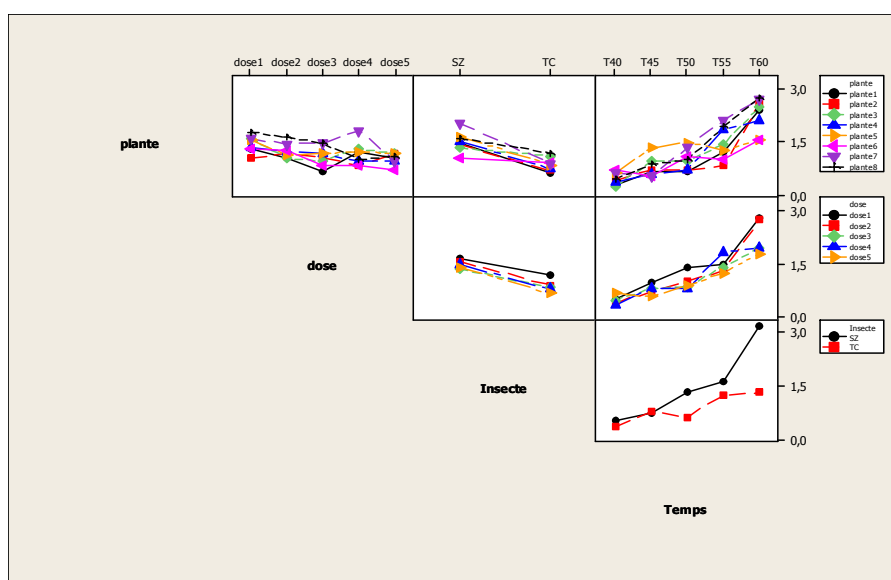 dose1 dose2 dose3 dose4 dose5 SZ TC T40 T45 T50 T55 T60
plante
3,0
1,5
0,0
plante
plante1
plante2
plante3
plante4
plante5
plante6
plante7
plante8
dose
3,0
1,5
0,0
dose
dose1
dose2
dose3
dose4
dose5
Insecte
3,0
1,5
0,0
Insecte
SZ
TC
Temps